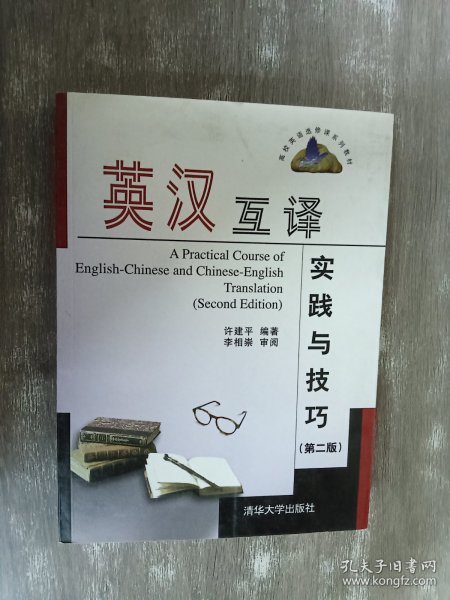 高校英语选修课系列教材
英汉互译
A Practical Course of
English-Chinese and Chinese-English
Translation
(Second Edition)
实践与技巧
(第二版)
许建平 编著
李相崇 审阅
清华大学出版社
孔夫子旧书网
www.kongfz.com